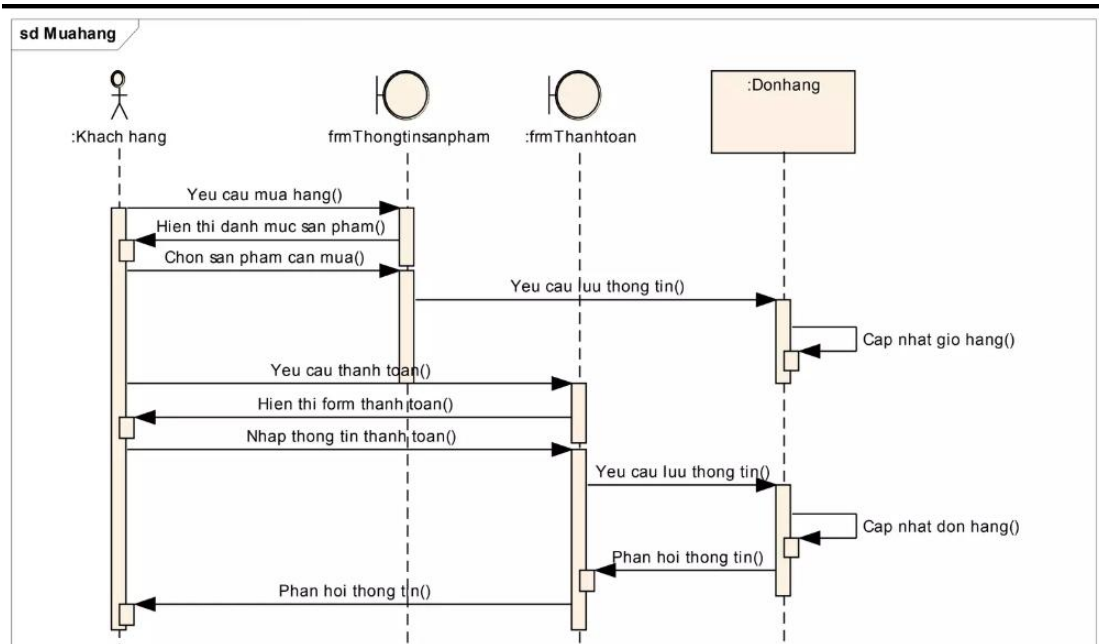 sd Muahang
:Khach hang
frmThongtinsanpham
:frmThanhtoan
:Donhang
Yeu cau mua hang()
Hien thi danh muc san pham()
Chon san pham can mua()
Yeu cau luu thong tin()
Cap nhat gio hang()
Yeu cau thanh toan()
Hien thi form thanh toan()
Nhap thong tin thanh toan()
Yeu cau luu thong tin()
Cap nhat don hang()
Phan hoi thong tin()
Phan hoi thong tin()